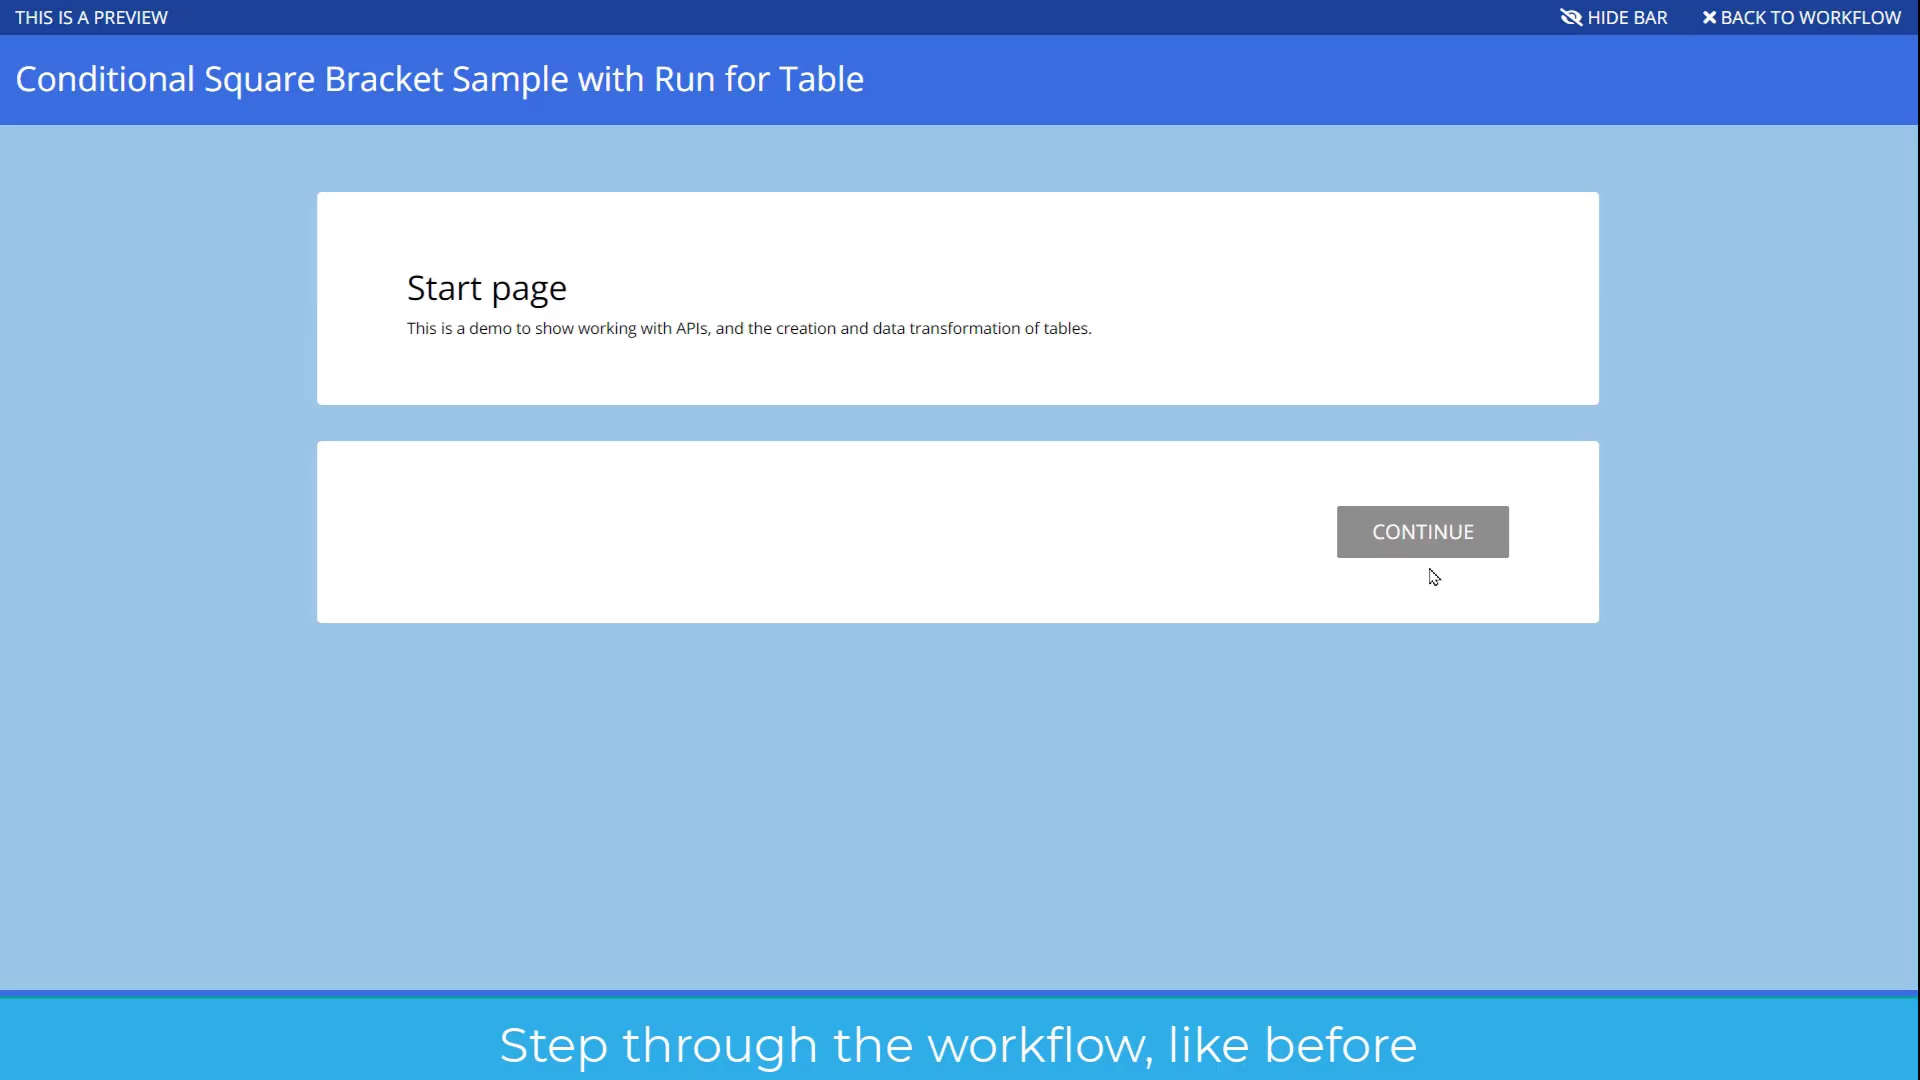 THIS IS A PREVIEW
HIDE BAR
BACK TO WORKFLOW
Conditional Square Bracket Sample with Run for Table
Start page
This is a demo to show working with APIs, and the creation and data transformation of tables.
CONTINUE
Step through the workflow, like before